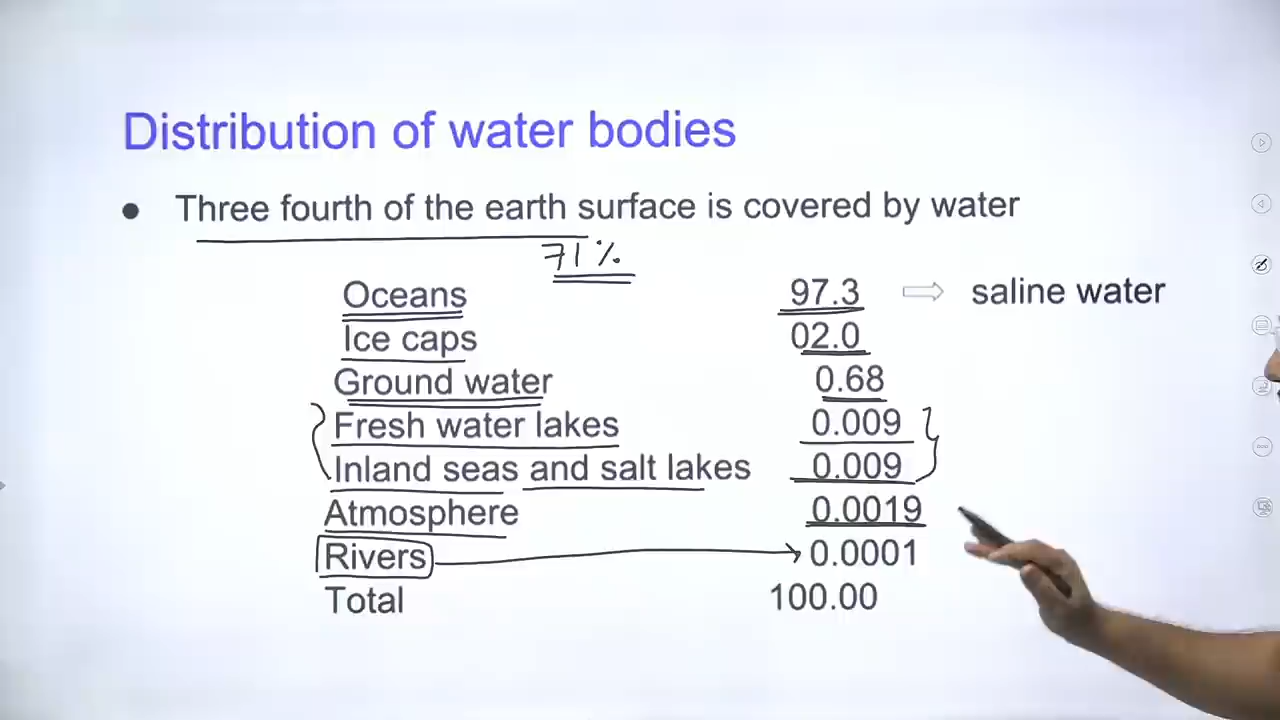 Distribution of water bodies
● Three fourth of the earth surface is covered by water
71%
Oceans 97.3 ⇨ saline water
Ice caps 02.0
Ground water 0.68
Fresh water lakes 0.009
Inland seas and salt lakes 0.009
Atmosphere 0.0019
Rivers 0.0001
Total 100.00